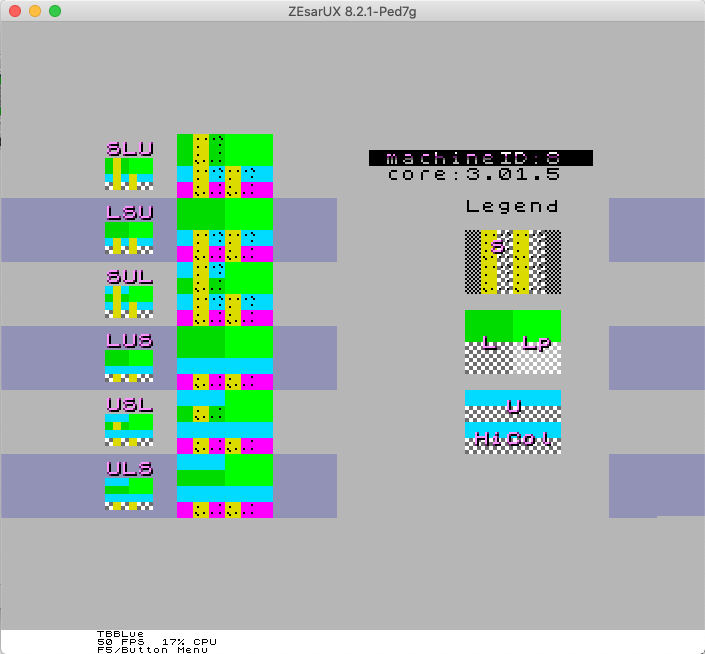 ZEsarUX 8.2.1-Ped7g
SLU
LSU
SUL
LUS
USL
ULS
machineID:8
core:3.01.5
Legend
S
L Lp
U
HiCol
TBBLue
50 FPS 17% CPU
F5/Button Menu